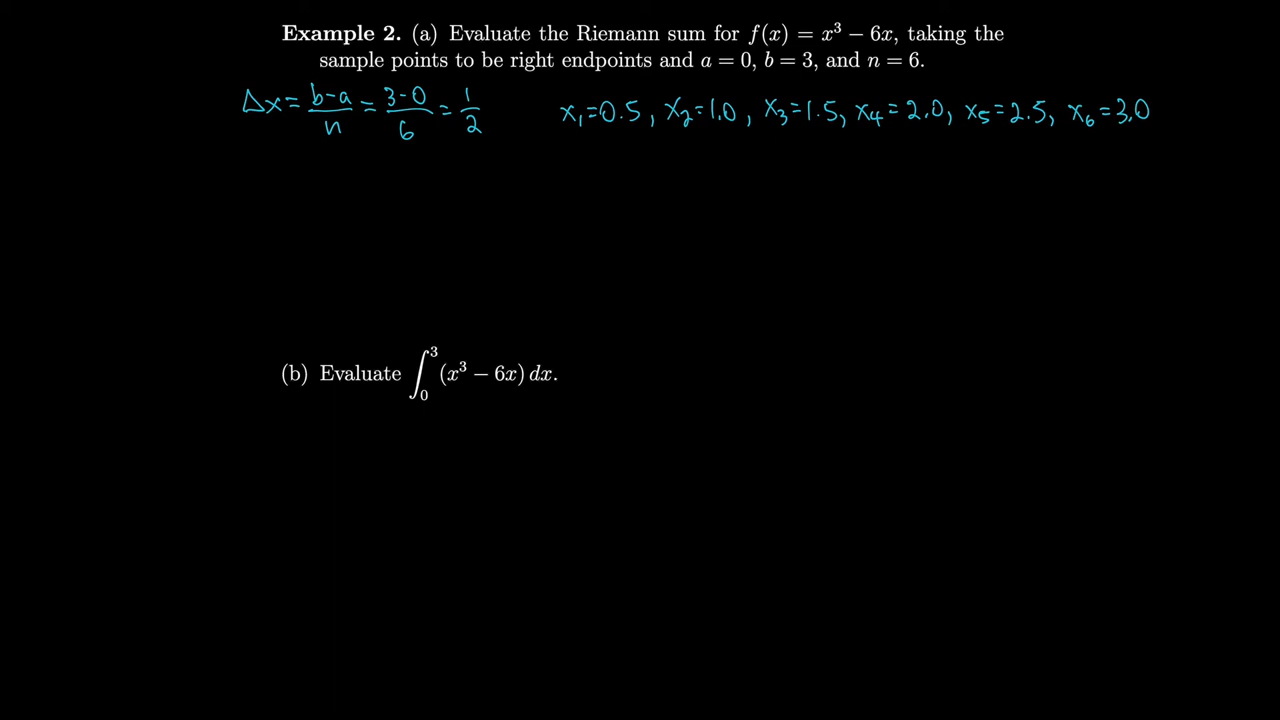 Example 2. (a) Evaluate the Riemann sum for f(x) = x³ − 6x, taking the
sample points to be right endpoints and a = 0, b = 3, and n = 6.
Δx = (b-a)/n = (3-0)/6 = 1/2    x₁=0.5, x₂=1.0, x₃=1.5, x₄=2.0, x₅=2.5, x₆=3.0
(b) Evaluate ∫₀³ (x³ − 6x) dx.